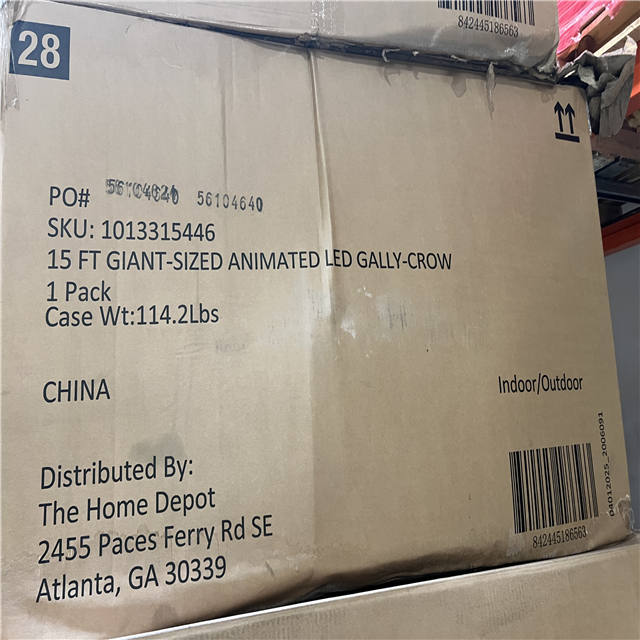 842445186563
28
PO# 56104640
SKU: 1013315446
15 FT GIANT-SIZED ANIMATED LED GALLY-CROW
1 Pack
Case Wt:114.2Lbs
CHINA
Indoor/Outdoor
Distributed By:
The Home Depot
2455 Paces Ferry Rd SE
Atlanta, GA 30339
842445186563
04012025_2006091